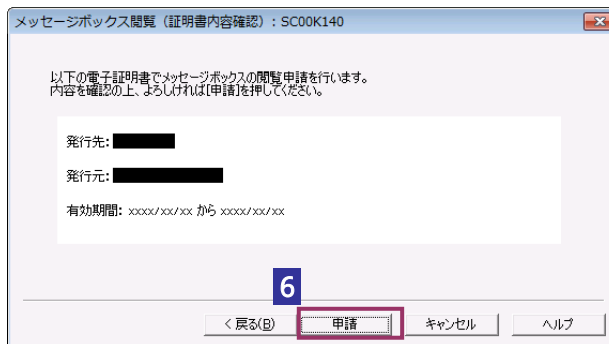 メッセージボックス閲覧（証明書内容確認）: SC00K140
以下の電子証明書でメッセージボックスの閲覧申請を行います。
内容を確認の上、よろしければ[申請]を押してください。
発行先:
発行元:
有効期間: xxxx/xx/xx から xxxx/xx/xx
6
< 戻る(B) 申請 キャンセル ヘルプ